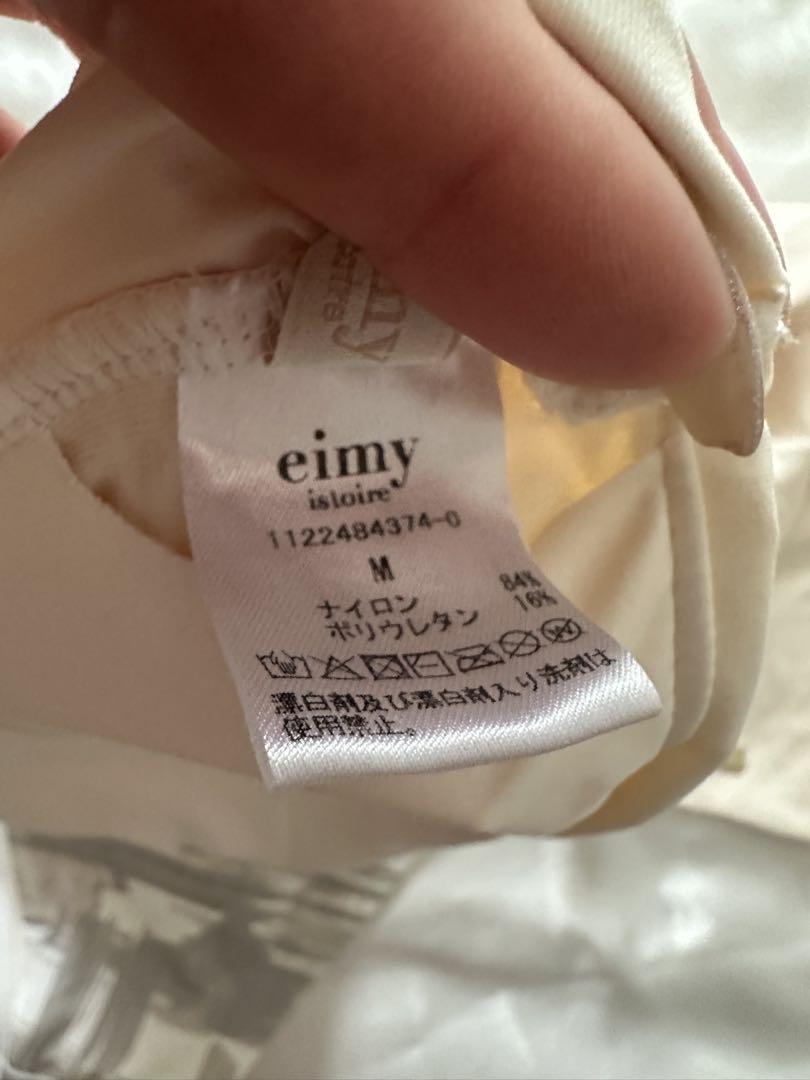 eimy
istoire
1122484374-0
M
ナイロン 84%
ポリウレタン 16%
漂白剤及び漂白剤入り洗剤は
使用禁止。